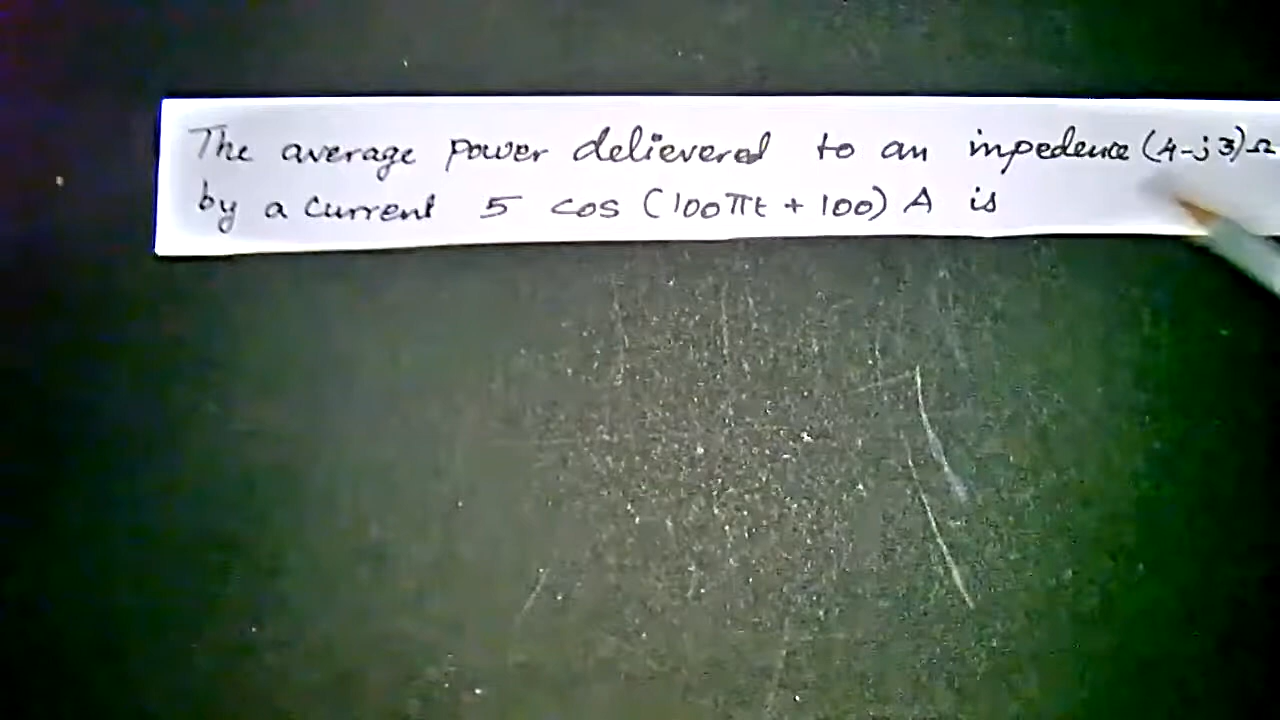 The average power delievered to an impedence (4-j3)Ω
by a current 5 cos (100πt + 100) A is